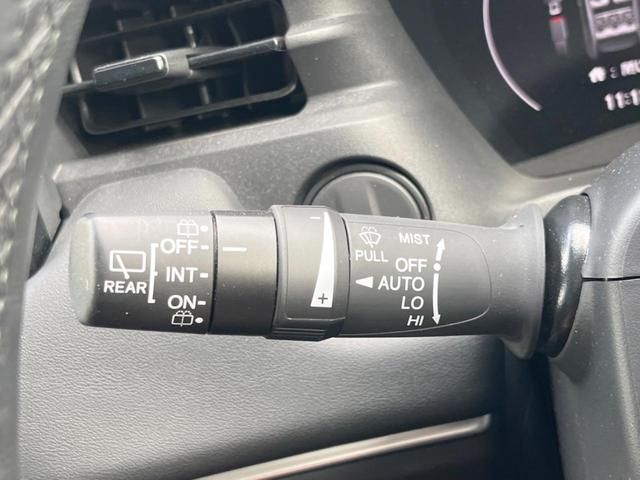 OFF
INT
ON
REAR
- +
PULL
MIST
OFF
AUTO
LO
HI